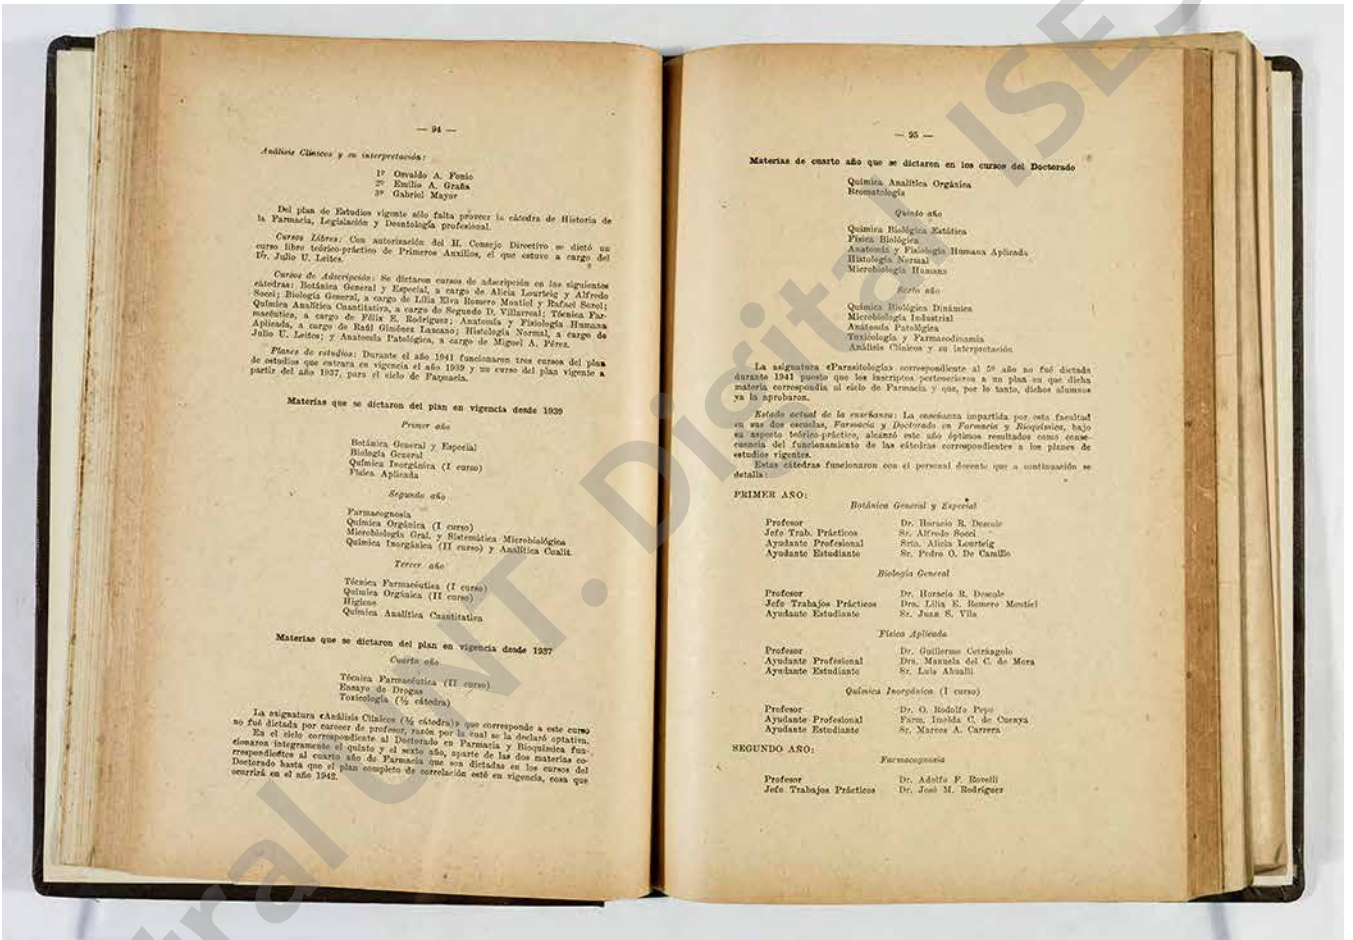 — 94 —
Análisis Clínicos y su interpretación:
1º Osvaldo A. Fonio
2º Emilio A. Graña
3º Gabriel Mayor
Del plan de Estudios vigente sólo falta proveer la cátedra de Historia de
la Farmacia, Legislación y Deontología profesional.
Cursos Libres: Con autorización del H. Consejo Directivo se dictó un
curso libre teórico-práctico de Primeros Auxilios, el que estuvo a cargo del
Dr. Julio U. Leites.
Cursos de Adscripción: Se dictaron cursos de adscripción en las siguientes
cátedras: Botánica General y Especial, a cargo de Alicia Lourteig y Alfredo
Socci; Biología General, a cargo de Lilia Elva Romero Montiel y Rafael Sorol;
Química Analítica Cuantitativa, a cargo de Segundo D. Villarreal; Técnica Far-
macéutica, a cargo de Félix E. Rodríguez; Anatomía y Fisiología Humana
Aplicada, a cargo de Raúl Giménez Lascano; Histología Normal, a cargo de
Julio U. Leites; y Anatomía Patológica, a cargo de Miguel A. Pérez.
Planes de estudios: Durante el año 1941 funcionaron tres cursos del plan
de estudios que entrara en vigencia el año 1939 y un curso del plan vigente a
partir del año 1937, para el ciclo de Farmacia.
Materias que se dictaron del plan en vigencia desde 1939
Primer año
Botánica General y Especial
Biología General
Química Inorgánica (I curso)
Física Aplicada
Segundo año
Farmacognosia
Química Orgánica (I curso)
Microbiología Gral. y Sistemática Microbiológica
Química Inorgánica (II curso) y Analítica Cualit.
Tercer año
Técnica Farmacéutica (I curso)
Química Orgánica (II curso)
Higiene
Química Analítica Cuantitativa
Materias que se dictaron del plan en vigencia desde 1937
Cuarto año
Técnica Farmacéutica (II curso)
Ensayo de Drogas
Toxicología (½ cátedra)
La asignatura «Análisis Clínicos (½ cátedra)» que corresponde a este curso
no fué dictada por carecer de profesor, razón por la cual se la declaró optativa.
En el ciclo correspondiente al Doctorado en Farmacia y Bioquímica fun-
cionaron íntegramente el quinto y el sexto año, aparte de las dos materias co-
rrespondientes al cuarto año de Farmacia que son dictadas en los cursos del
Doctorado hasta que el plan completo de correlación esté en vigencia, cosa que
ocurrirá en el año 1942.
— 95 —
Materias de cuarto año que se dictaron en los cursos del Doctorado
Química Analítica Orgánica
Bromatología
Quinto año
Química Biológica Estática
Física Biológica
Anatomía y Fisiología Humana Aplicada
Histología Normal
Microbiología Humana
Sexto año
Química Biológica Dinámica
Microbiología Industrial
Anatomía Patológica
Toxicología y Farmacodinamia
Análisis Clínicos y su interpretación
La asignatura «Parasitología» correspondiente al 5º año no fué dictada
durante 1941 puesto que los inscriptos pertenecieron a un plan en que dicha
materia correspondía al ciclo de Farmacia y que, por lo tanto, dichos alumnos
ya la aprobaron.
Estado actual de la enseñanza: La enseñanza impartida por esta facultad
en sus dos escuelas, Farmacia y Doctorado en Farmacia y Bioquímica, bajo
su aspecto teórico-práctico, alcanzó este año óptimos resultados como conse-
cuencia del funcionamiento de las cátedras correspondientes a los planes de
estudios vigentes.
Estas cátedras funcionaron con el personal docente que a continuación se
detalla:
PRIMER AÑO:
Botánica General y Especial
Profesor Dr. Horacio R. Descole
Jefe Trab. Prácticos Sr. Alfredo Socci
Ayudante Profesional Srta. Alicia Lourteig
Ayudante Estudiante Sr. Pedro O. De Camillo
Biología General
Profesor Dr. Horacio R. Descole
Jefe Trabajos Prácticos Dra. Lilia E. Romero Montiel
Ayudante Estudiante Sr. Juan S. Vila
Física Aplicada
Profesor Dr. Guillermo Cetrángolo
Ayudante Profesional Dra. Manuela del C. de Mora
Ayudante Estudiante Sr. Luis Ahualli
Química Inorgánica (I curso)
Profesor Dr. O. Rodolfo Pepe
Ayudante Profesional Farm. Imelda C. de Cuenya
Ayudante Estudiante Sr. Marcos A. Carrera
SEGUNDO AÑO:
Farmacognosia
Profesor Dr. Adolfo F. Rovelli
Jefe Trabajos Prácticos Dr. José M. Rodríguez
tral UNT. Digital ISES